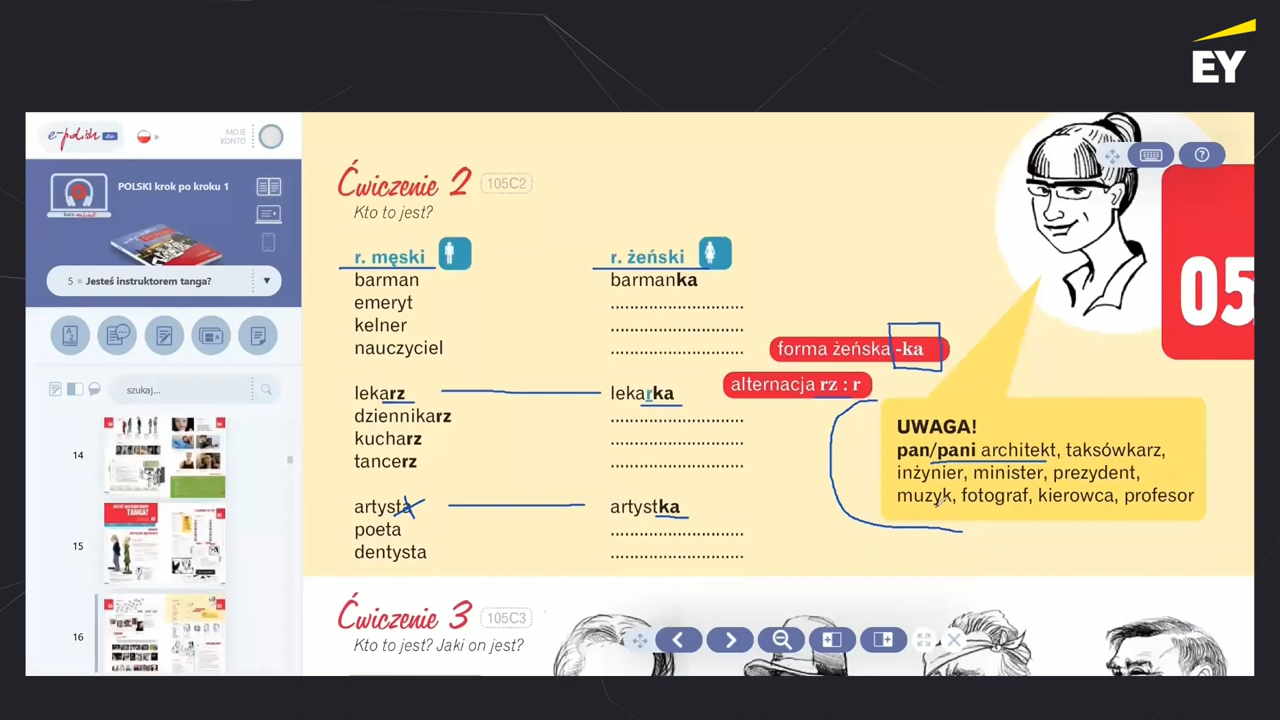 EY
e-polish.eu
MOJE
KONTO
POLSKI krok po kroku 1
5 Jesteś instruktorem tanga?
szukaj...
14
15
16
Ćwiczenie 2 105C2
Kto to jest?
r. męski
barman
emeryt
kelner
nauczyciel
lekarz
dziennikarz
kucharz
tancerz
artysta
poeta
dentysta
r. żeński
barmanka
..............................
..............................
..............................
lekarka
..............................
..............................
..............................
artystka
..............................
..............................
forma żeńska -ka
alternacja rz : r
05
UWAGA!
pan/pani architekt, taksówkarz,
inżynier, minister, prezydent,
muzyk, fotograf, kierowca, profesor
Ćwiczenie 3 105C3
Kto to jest? Jaki on jest?